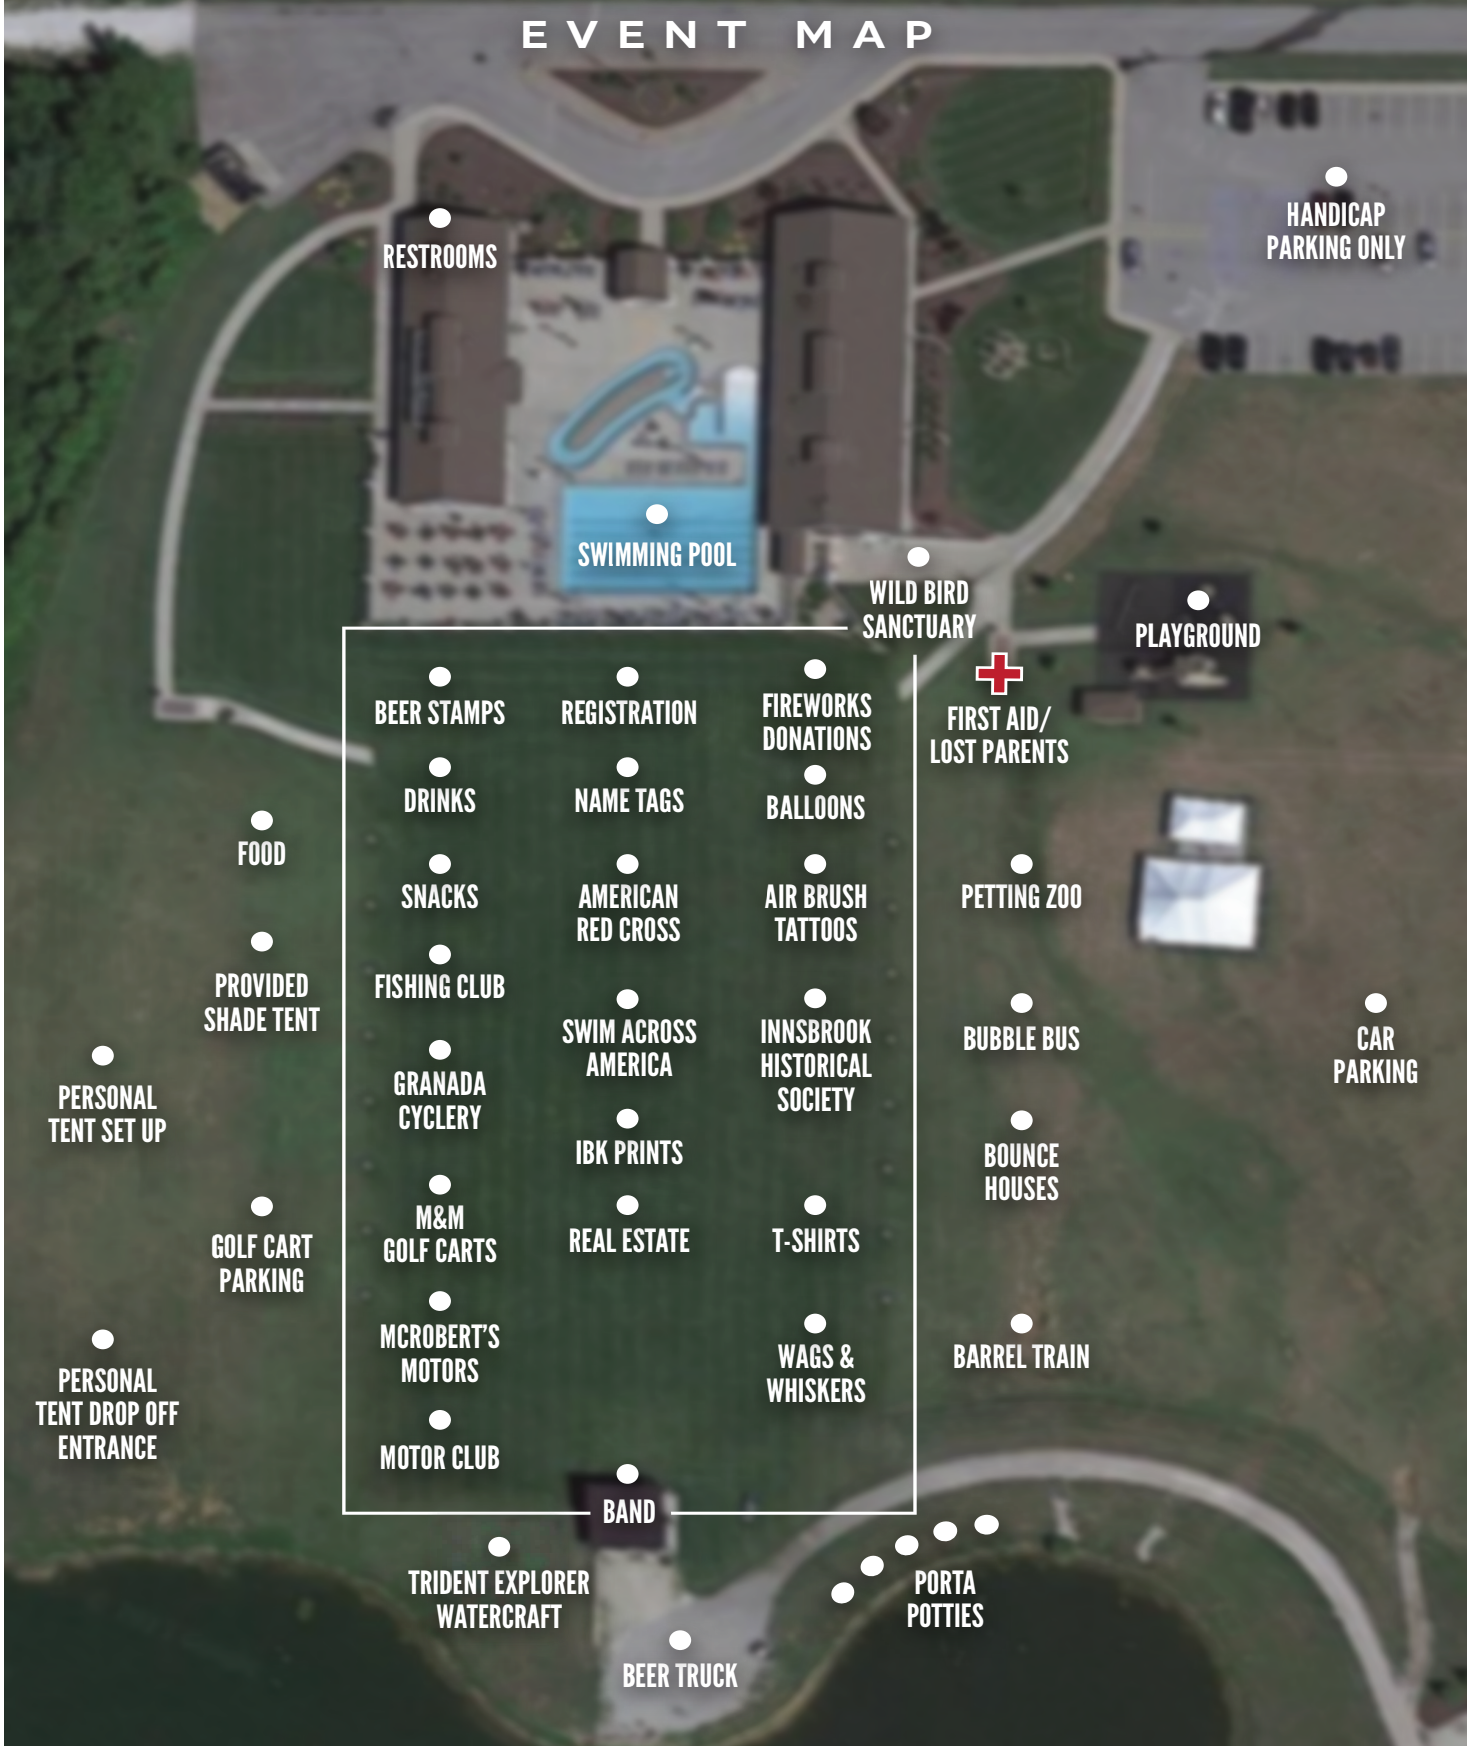 EVENT MAP
RESTROOMS
HANDICAP
PARKING ONLY
SWIMMING POOL
WILD BIRD
SANCTUARY
PLAYGROUND
FIRST AID/
LOST PARENTS
BEER STAMPS
REGISTRATION
FIREWORKS
DONATIONS
DRINKS
NAME TAGS
BALLOONS
FOOD
SNACKS
AMERICAN
RED CROSS
AIR BRUSH
TATTOOS
PETTING ZOO
PROVIDED
SHADE TENT
FISHING CLUB
SWIM ACROSS
AMERICA
INNSBROOK
HISTORICAL
SOCIETY
BUBBLE BUS
CAR
PARKING
PERSONAL
TENT SET UP
GRANADA
CYCLERY
IBK PRINTS
BOUNCE
HOUSES
GOLF CART
PARKING
M&M
GOLF CARTS
REAL ESTATE
T-SHIRTS
PERSONAL
TENT DROP OFF
ENTRANCE
MCROBERT'S
MOTORS
WAGS &
WHISKERS
BARREL TRAIN
MOTOR CLUB
BAND
TRIDENT EXPLORER
WATERCRAFT
PORTA
POTTIES
BEER TRUCK